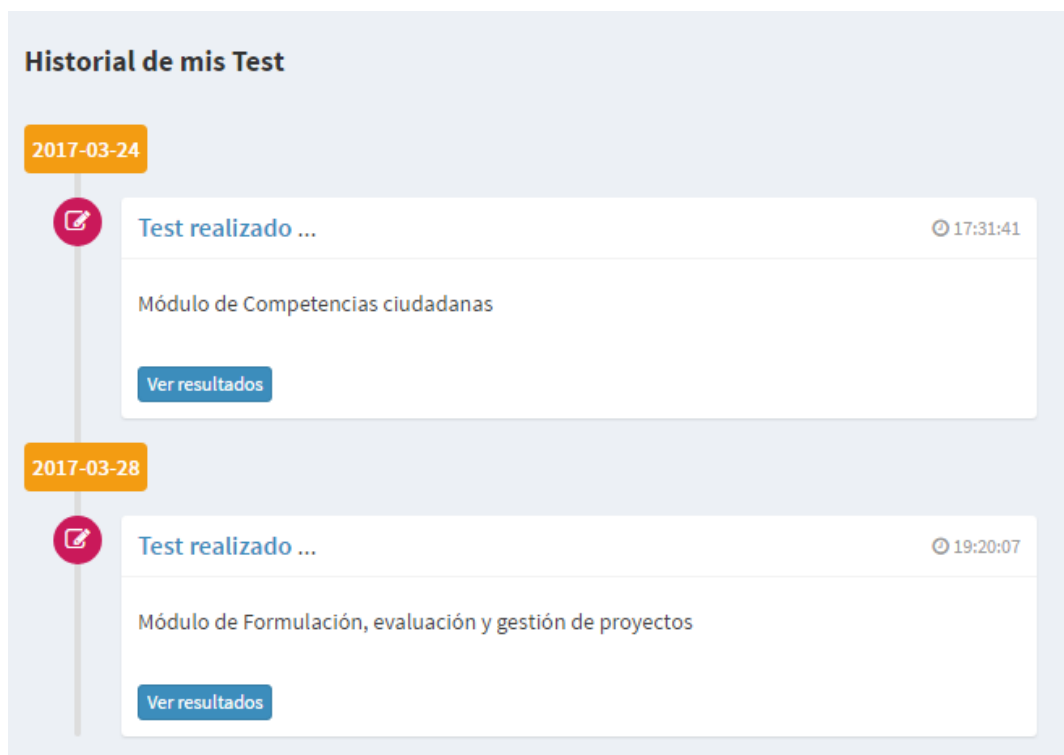 Historial de mis Test
2017-03-24
Test realizado ...
17:31:41
Módulo de Competencias ciudadanas
Ver resultados
2017-03-28
Test realizado ...
19:20:07
Módulo de Formulación, evaluación y gestión de proyectos
Ver resultados